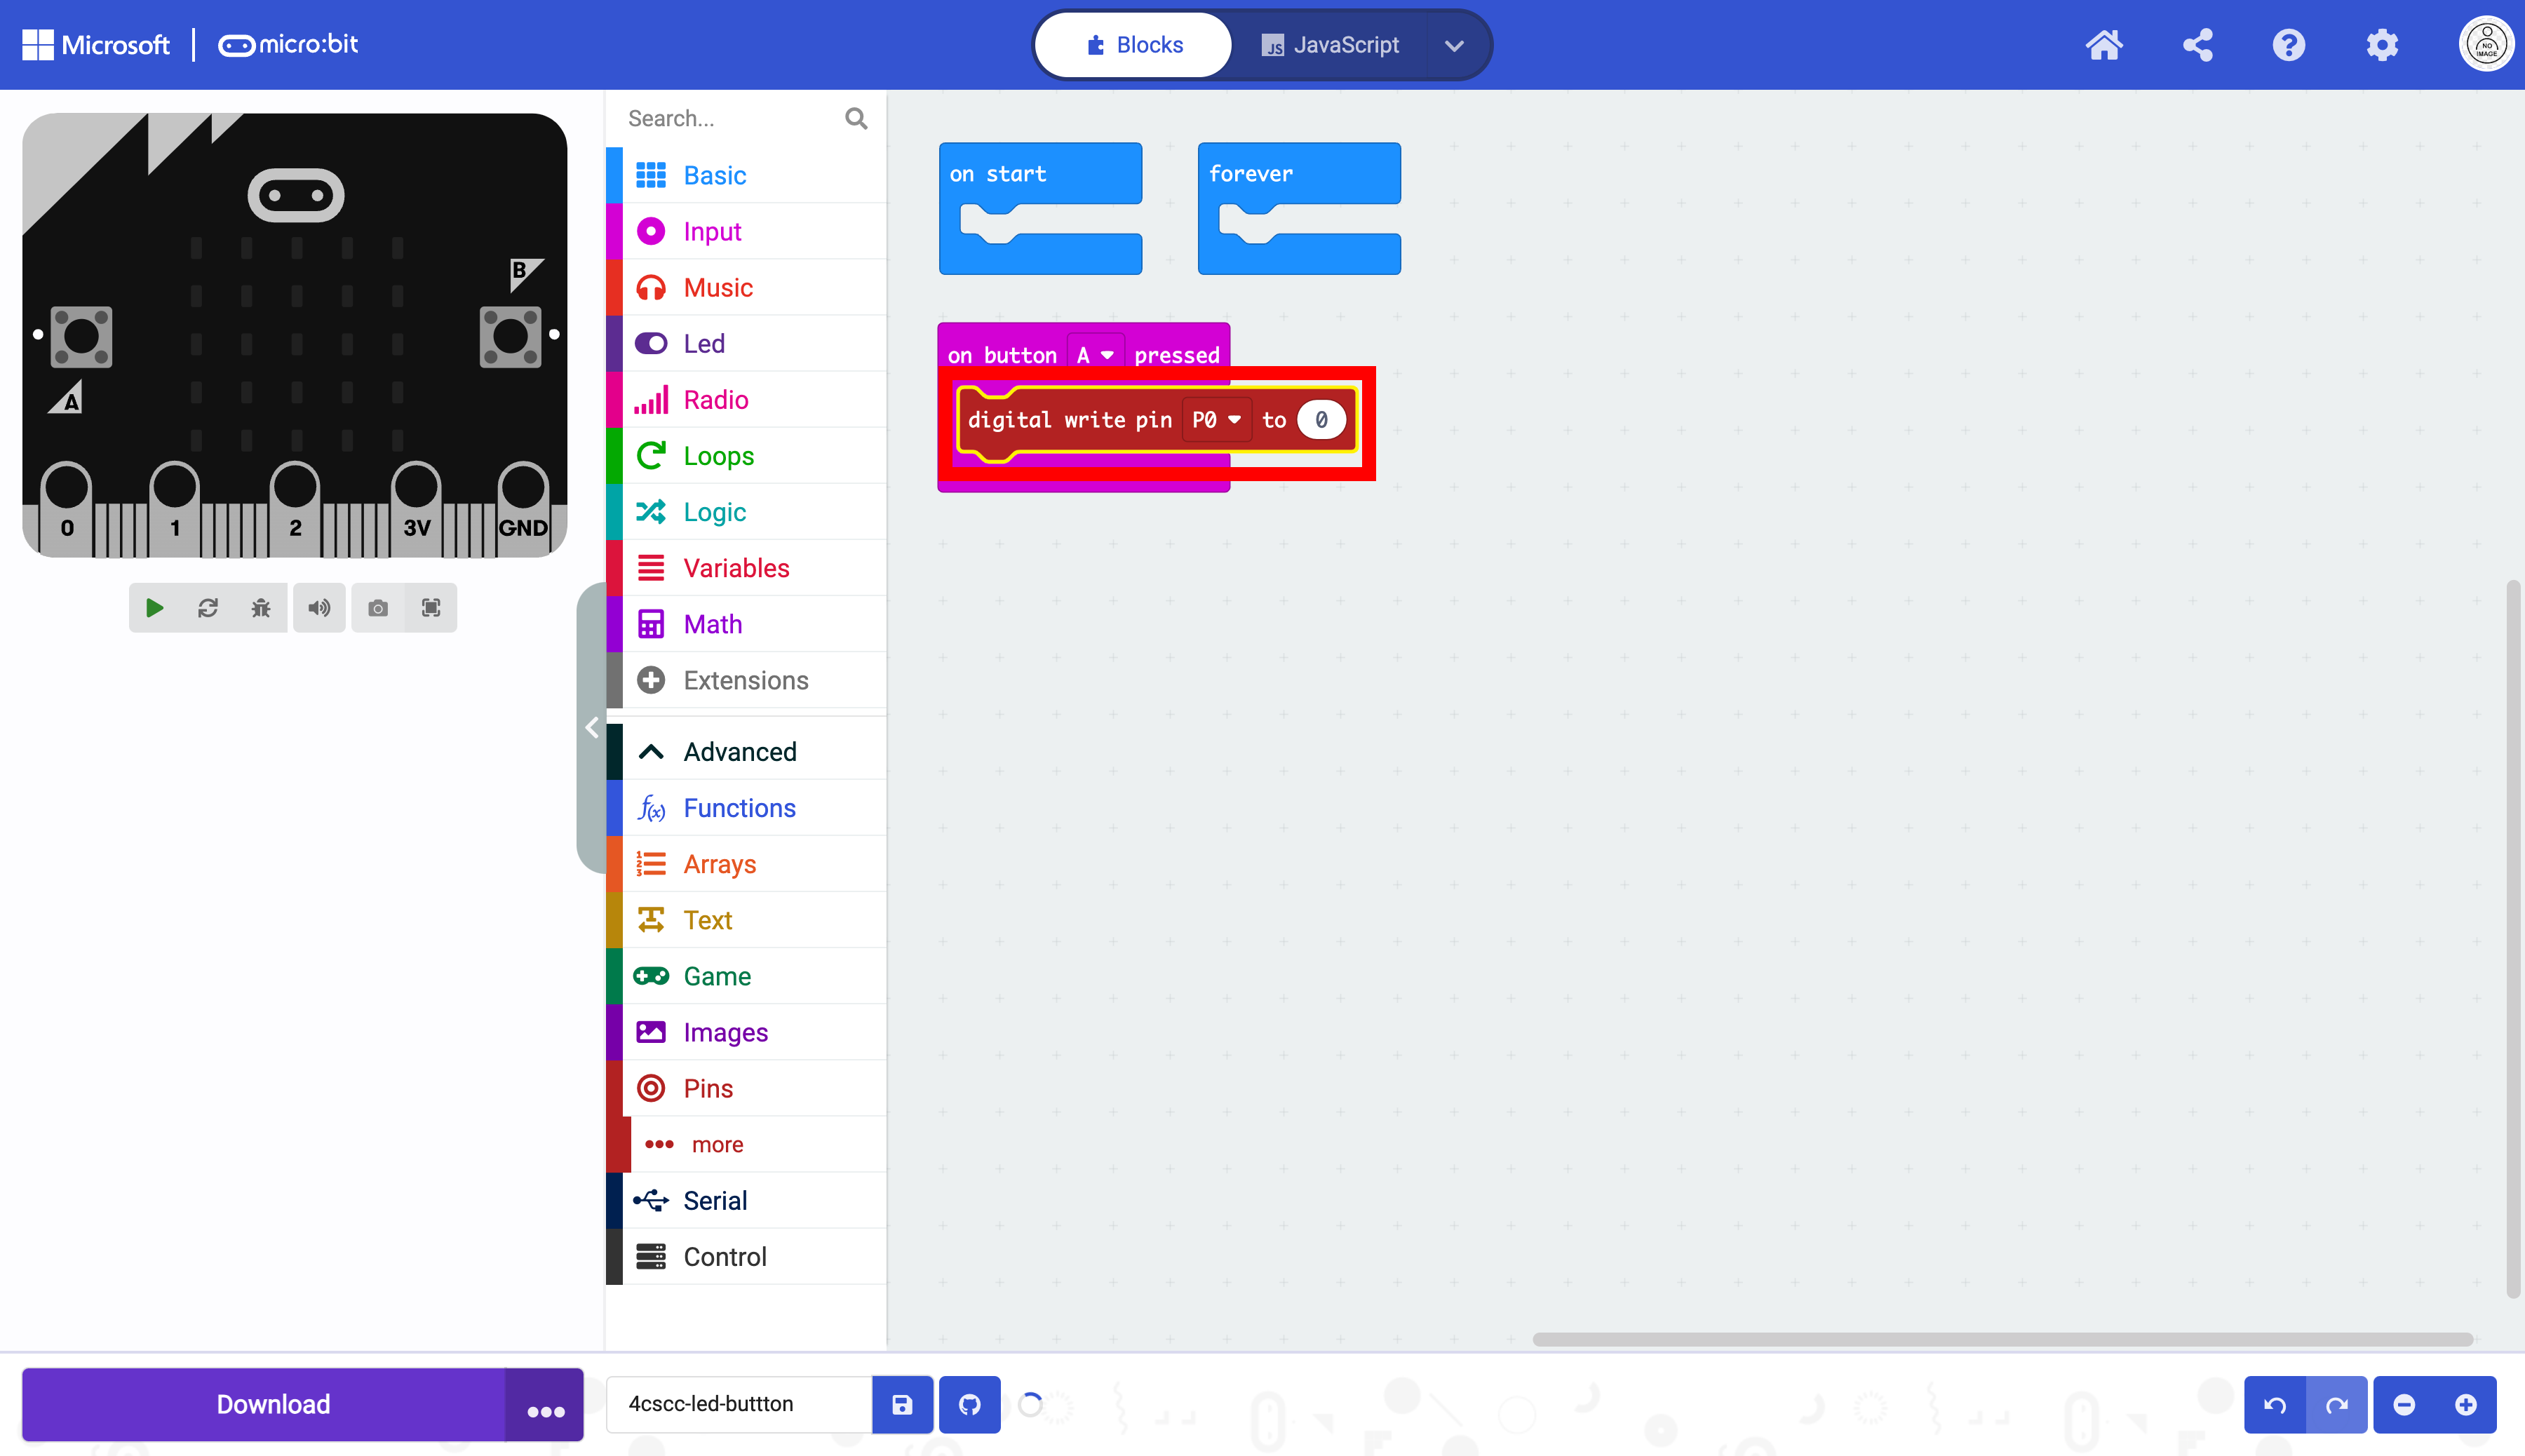 Microsoft | micro:bit
Blocks
JavaScript
NO
IMAGE
B
A
0 1 2 3V GND
Search...
Basic
Input
Music
Led
Radio
Loops
Logic
Variables
Math
Extensions
Advanced
Functions
Arrays
Text
Game
Images
Pins
more
Serial
Control
on start
forever
on button A pressed
digital write pin P0 to 0
Download
4cscc-led-buttton